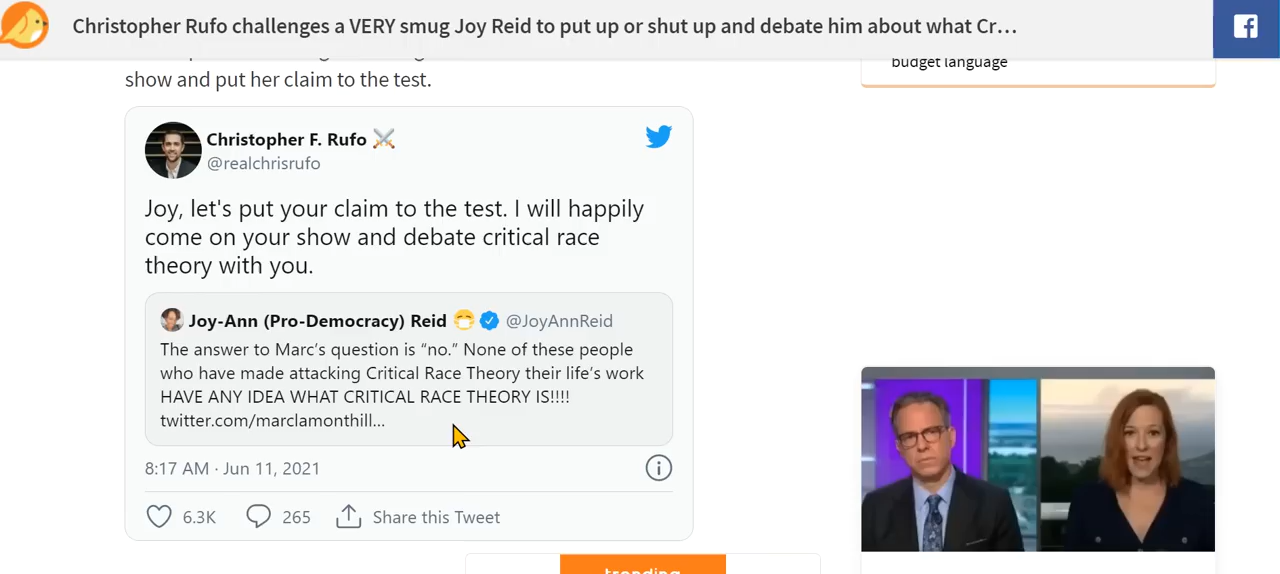 Christopher Rufo challenges a VERY smug Joy Reid to put up or shut up and debate him about what Cr…
show and put her claim to the test.
budget language
Christopher F. Rufo ⚔️
@realchrisrufo
Joy, let's put your claim to the test. I will happily
come on your show and debate critical race
theory with you.
Joy-Ann (Pro-Democracy) Reid 😷 @JoyAnnReid
The answer to Marc's question is “no.” None of these people
who have made attacking Critical Race Theory their life's work
HAVE ANY IDEA WHAT CRITICAL RACE THEORY IS!!!!
twitter.com/marclamonthill...
8:17 AM · Jun 11, 2021
6.3K 265 Share this Tweet
trending